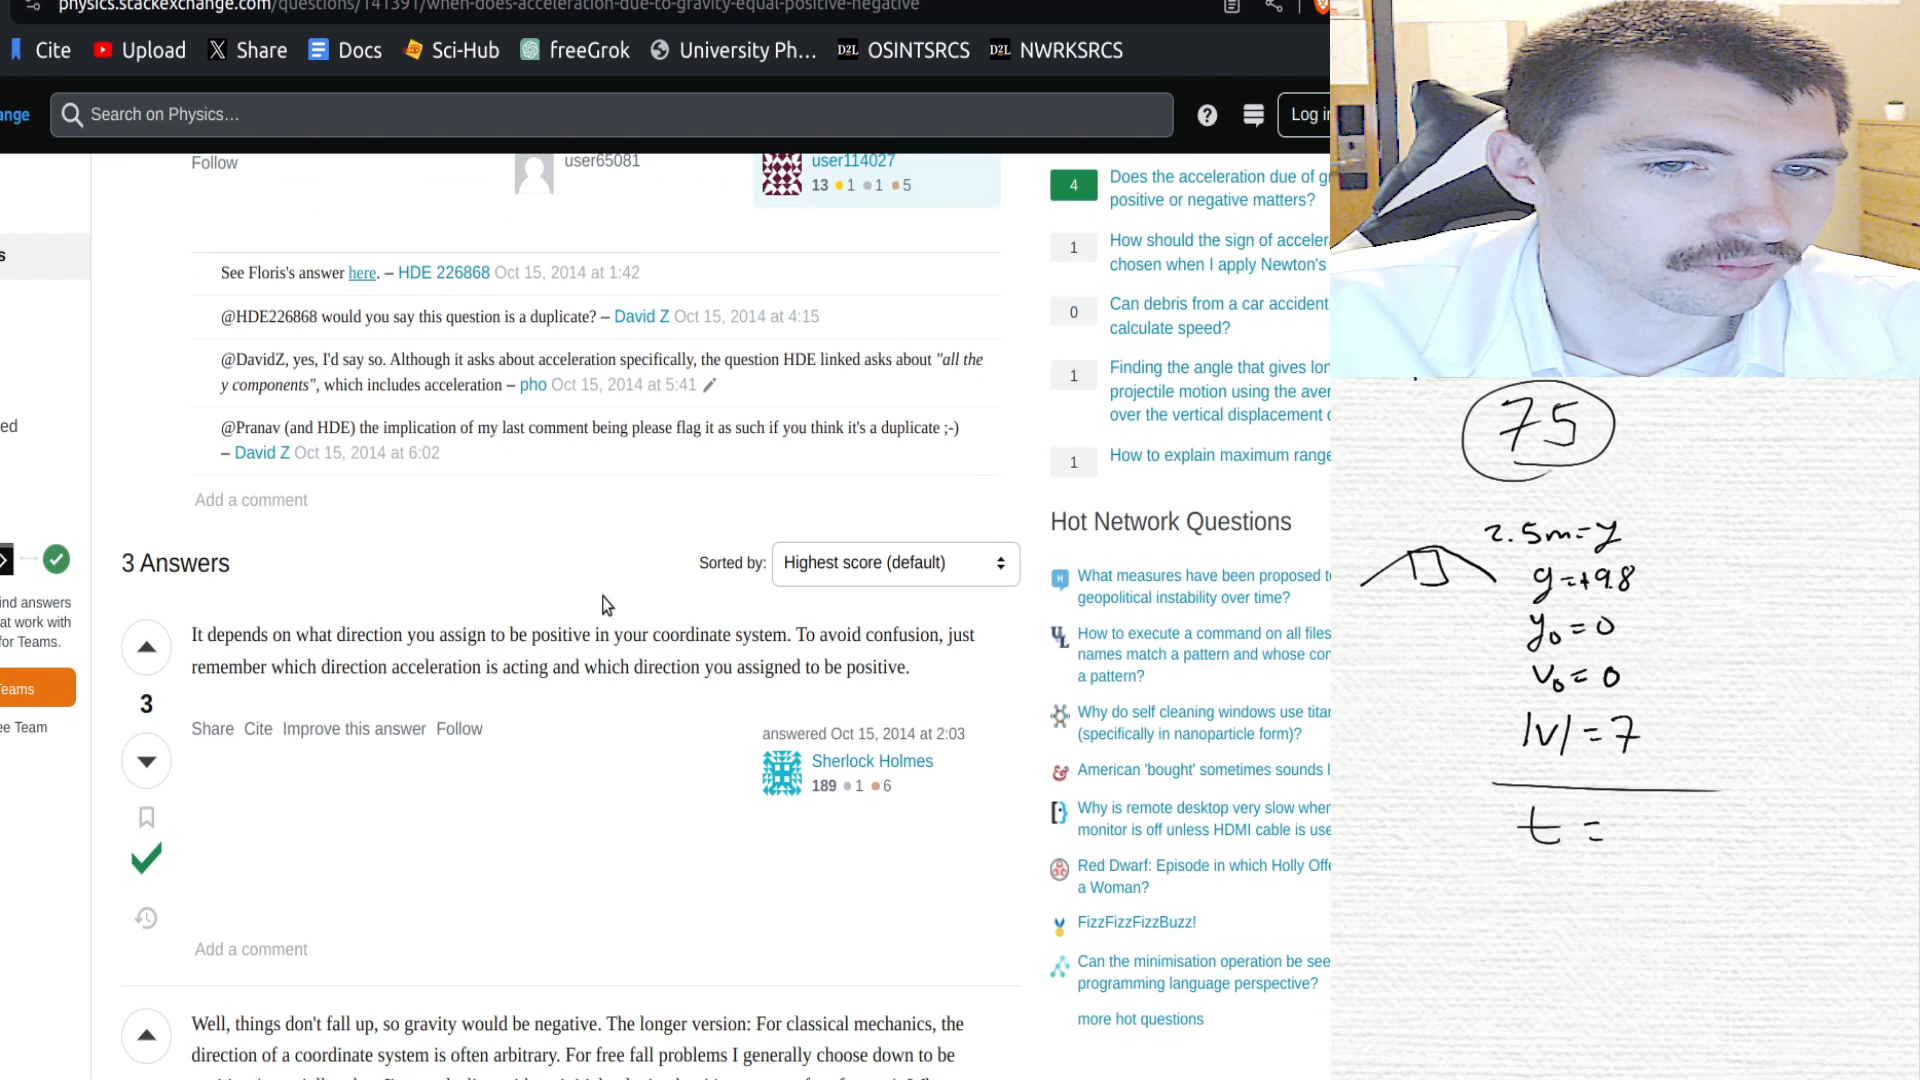 physics.stackexchange.com/questions/141391/when-does-acceleration-due-to-gravity-equal-positive-negative
Cite Upload Share Docs Sci-Hub freeGrok University Ph... OSINTSRCS NWRKSRCS
ange Search on Physics... Log in
Follow user65081 user114027
13 1 1 5
See Floris's answer here. – HDE 226868 Oct 15, 2014 at 1:42
@HDE226868 would you say this question is a duplicate? – David Z Oct 15, 2014 at 4:15
@DavidZ, yes, I'd say so. Although it asks about acceleration specifically, the question HDE linked asks about "all the
y components", which includes acceleration – pho Oct 15, 2014 at 5:41
@Pranav (and HDE) the implication of my last comment being please flag it as such if you think it's a duplicate ;-)
– David Z Oct 15, 2014 at 6:02
Add a comment
3 Answers
Sorted by: Highest score (default)
It depends on what direction you assign to be positive in your coordinate system. To avoid confusion, just
remember which direction acceleration is acting and which direction you assigned to be positive.
3
Share Cite Improve this answer Follow
answered Oct 15, 2014 at 2:03
Sherlock Holmes
189 1 6
Add a comment
Well, things don't fall up, so gravity would be negative. The longer version: For classical mechanics, the
direction of a coordinate system is often arbitrary. For free fall problems I generally choose down to be
s
ed
ind answers
at work with
for Teams.
Teams
ee Team
4 Does the acceleration due of g
positive or negative matters?
1 How should the sign of acceler
chosen when I apply Newton's
0 Can debris from a car accident
calculate speed?
1 Finding the angle that gives lon
projectile motion using the aver
over the vertical displacement
1 How to explain maximum range
Hot Network Questions
What measures have been proposed t
geopolitical instability over time?
How to execute a command on all files
names match a pattern and whose con
a pattern?
Why do self cleaning windows use titan
(specifically in nanoparticle form)?
American 'bought' sometimes sounds l
Why is remote desktop very slow when
monitor is off unless HDMI cable is use
Red Dwarf: Episode in which Holly Offe
a Woman?
FizzFizzFizzBuzz!
Can the minimisation operation be see
programming language perspective?
more hot questions
75
2.5m=y
g=+9.8
y₀=0
v₀=0
|v|=7
t=